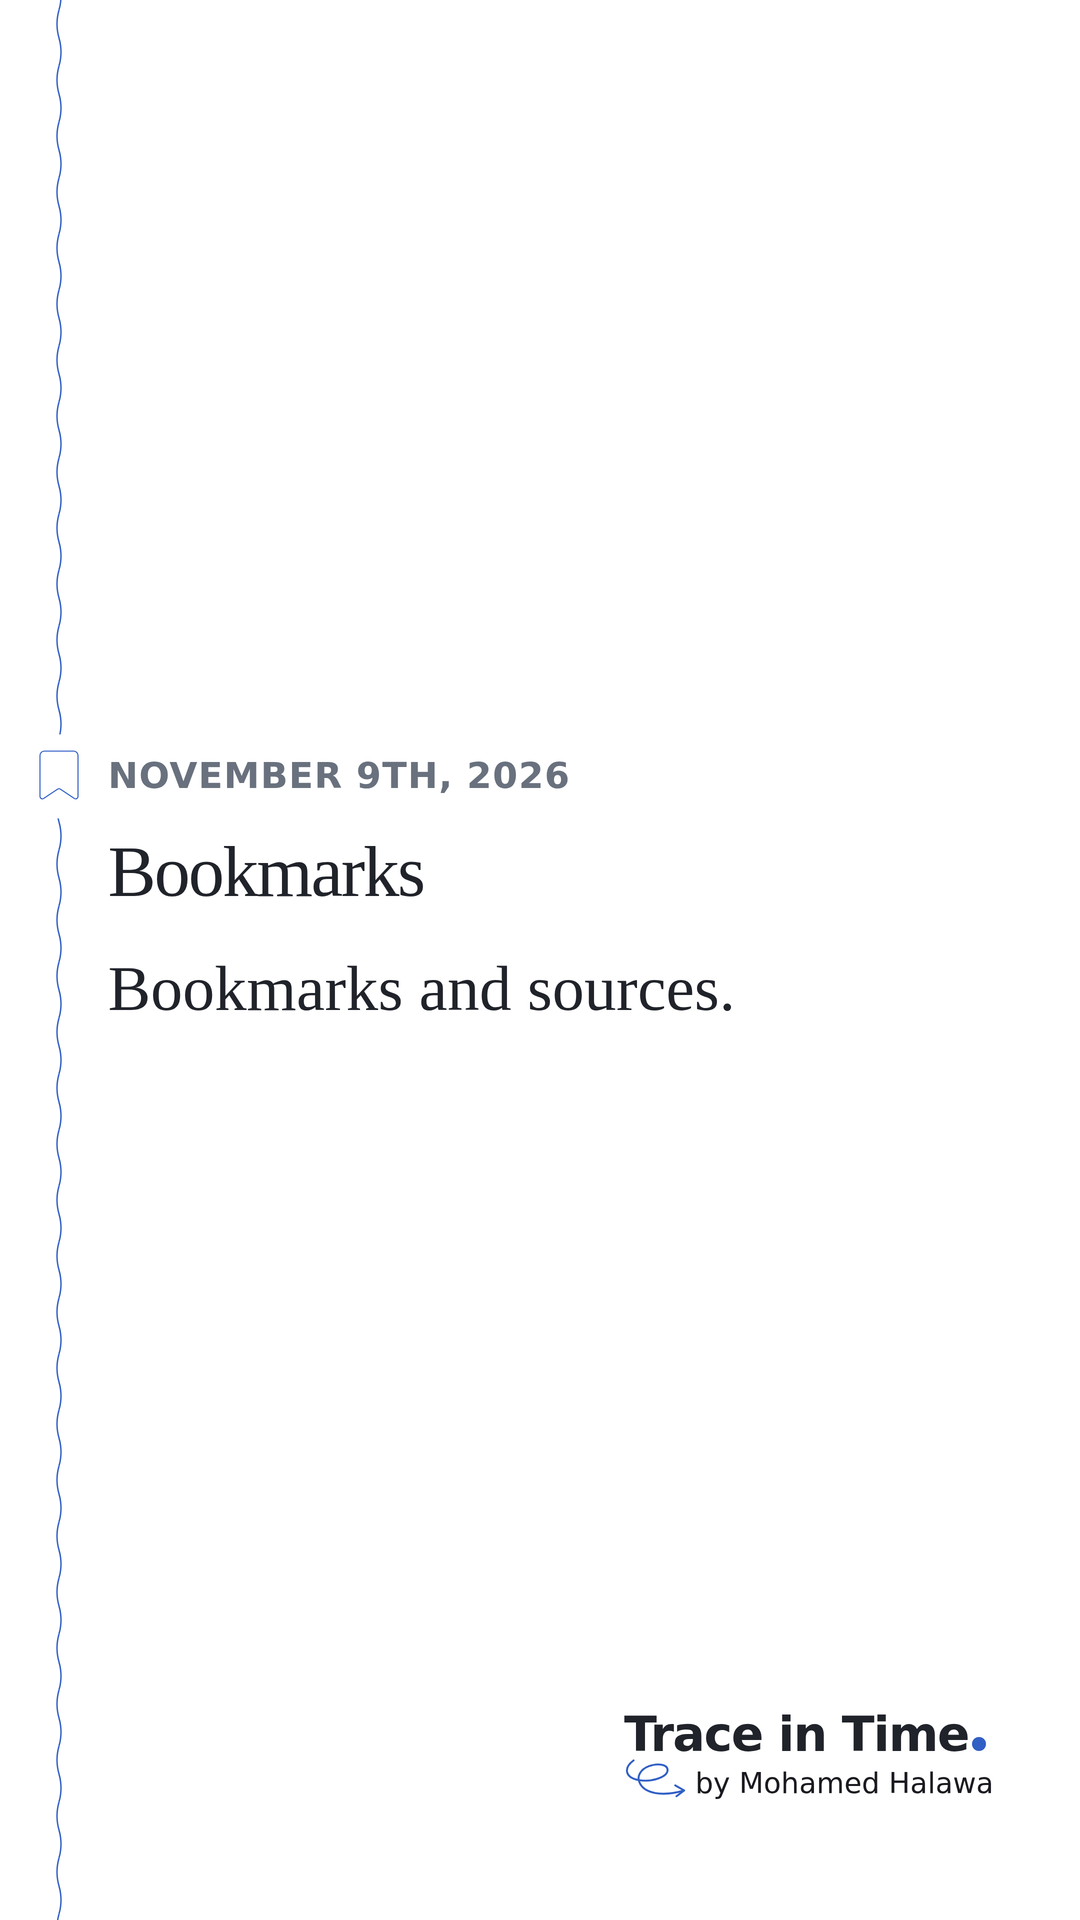 NOVEMBER 9TH, 2026
Bookmarks
Bookmarks and sources.
Trace in Time.
by Mohamed Halawa